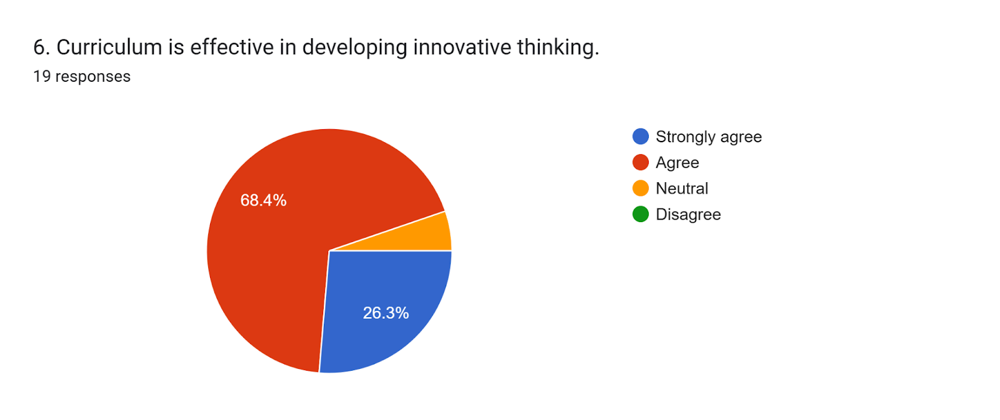 6. Curriculum is effective in developing innovative thinking.
19 responses
68.4%
26.3%
Strongly agree
Agree
Neutral
Disagree